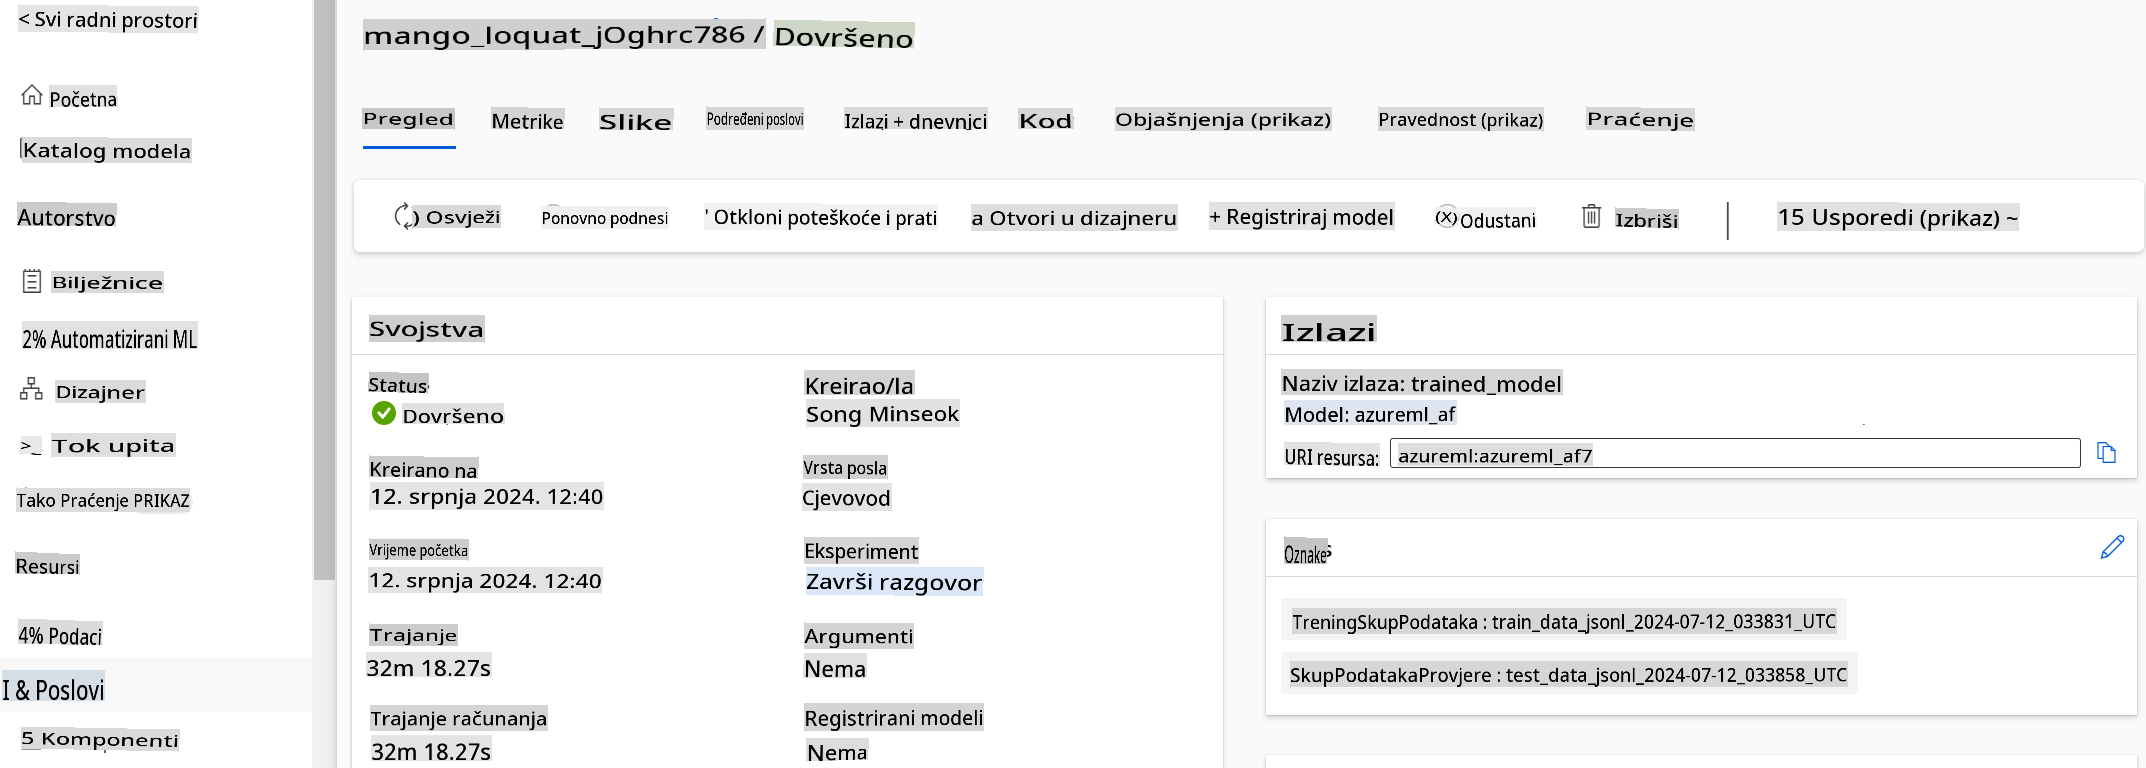 < Svi radni prostori
Početna
Katalog modela
Autorstvo
Bilježnice
2% Automatizirani ML
Dizajner
>_ Tok upita
Tako Praćenje PRIKAZ
Resursi
4% Podaci
I & Poslovi
5 Komponenti
mango_loquat_jOghrc786 / Dovršeno
Pregled Metrike Slike Podređeni poslovi Izlazi + dnevnici Kod Objašnjenja (prikaz) Pravednost (prikaz) Praćenje
) Osvježi Ponovno podnesi ' Otkloni poteškoće i prati a Otvori u dizajneru + Registriraj model Odustani Izbriši 15 Usporedi (prikaz) ~
Svojstva
Status
Dovršeno
Kreirano na
12. srpnja 2024. 12:40
Vrijeme početka
12. srpnja 2024. 12:40
Trajanje
32m 18.27s
Trajanje računanja
32m 18.27s
Kreirao/la
Song Minseok
Vrsta posla
Cjevovod
Eksperiment
Završi razgovor
Argumenti
Nema
Registrirani modeli
Nema
Izlazi
Naziv izlaza: trained_model
Model: azureml_af
URI resursa: azureml:azureml_af7
Oznake
TreningSkupPodataka : train_data_jsonl_2024-07-12_033831_UTC
SkupPodatakaProvjere : test_data_jsonl_2024-07-12_033858_UTC